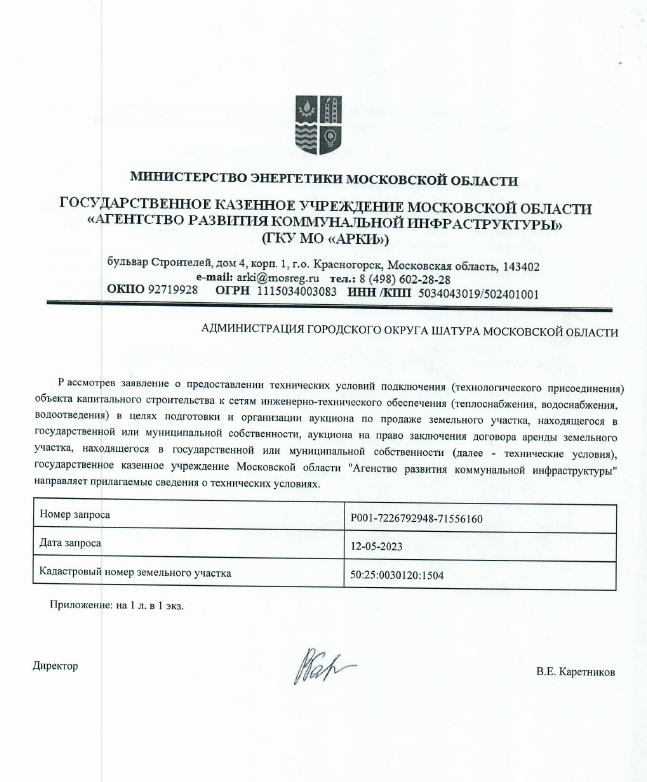 МИНИСТЕРСТВО ЭНЕРГЕТИКИ МОСКОВСКОЙ ОБЛАСТИ
ГОСУДАРСТВЕННОЕ КАЗЕННОЕ УЧРЕЖДЕНИЕ МОСКОВСКОЙ ОБЛАСТИ
«АГЕНТСТВО РАЗВИТИЯ КОММУНАЛЬНОЙ ИНФРАСТРУКТУРЫ»
(ГКУ МО «АРКИ»)
бульвар Строителей, дом 4, корп. 1, г.о. Красногорск, Московская область, 143402
e-mail: arki@mosreg.ru тел.: 8 (498) 602-28-28
ОКПО 92719928 ОГРН 1115034003083 ИНН /КПП 5034043019/502401001
АДМИНИСТРАЦИЯ ГОРОДСКОГО ОКРУГА ШАТУРА МОСКОВСКОЙ ОБЛАСТИ
Р ассмотрев заявление о предоставлении технических условий подключения (технологического присоединения)
объекта капитального строительства к сетям инженерно-технического обеспечения (теплоснабжения, водоснабжения,
водоотведения) в целях подготовки и организации аукциона по продаже земельного участка, находящегося в
государственной или муниципальной собственности, аукциона на право заключения договора аренды земельного
участка, находящегося в государственной или муниципальной собственности (далее - технические условия),
государственное казенное учреждение Московской области "Агенство развития коммунальной инфраструктуры"
направляет прилагаемые сведения о технических условиях.
Номер запроса P001-7226792948-71556160
Дата запроса 12-05-2023
Кадастровый номер земельного участка 50:25:0030120:1504
Приложение: на 1 л. в 1 экз.
Директор В.Е. Каретников